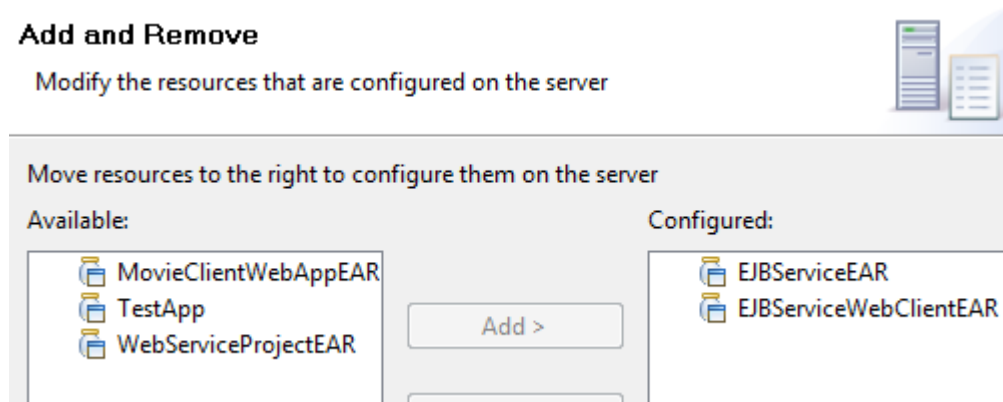 Add and Remove
Modify the resources that are configured on the server
Move resources to the right to configure them on the server
Available:
Configured:
MovieClientWebAppEAR
TestApp
WebServiceProjectEAR
Add >
EJBServiceEAR
EJBServiceWebClientEAR